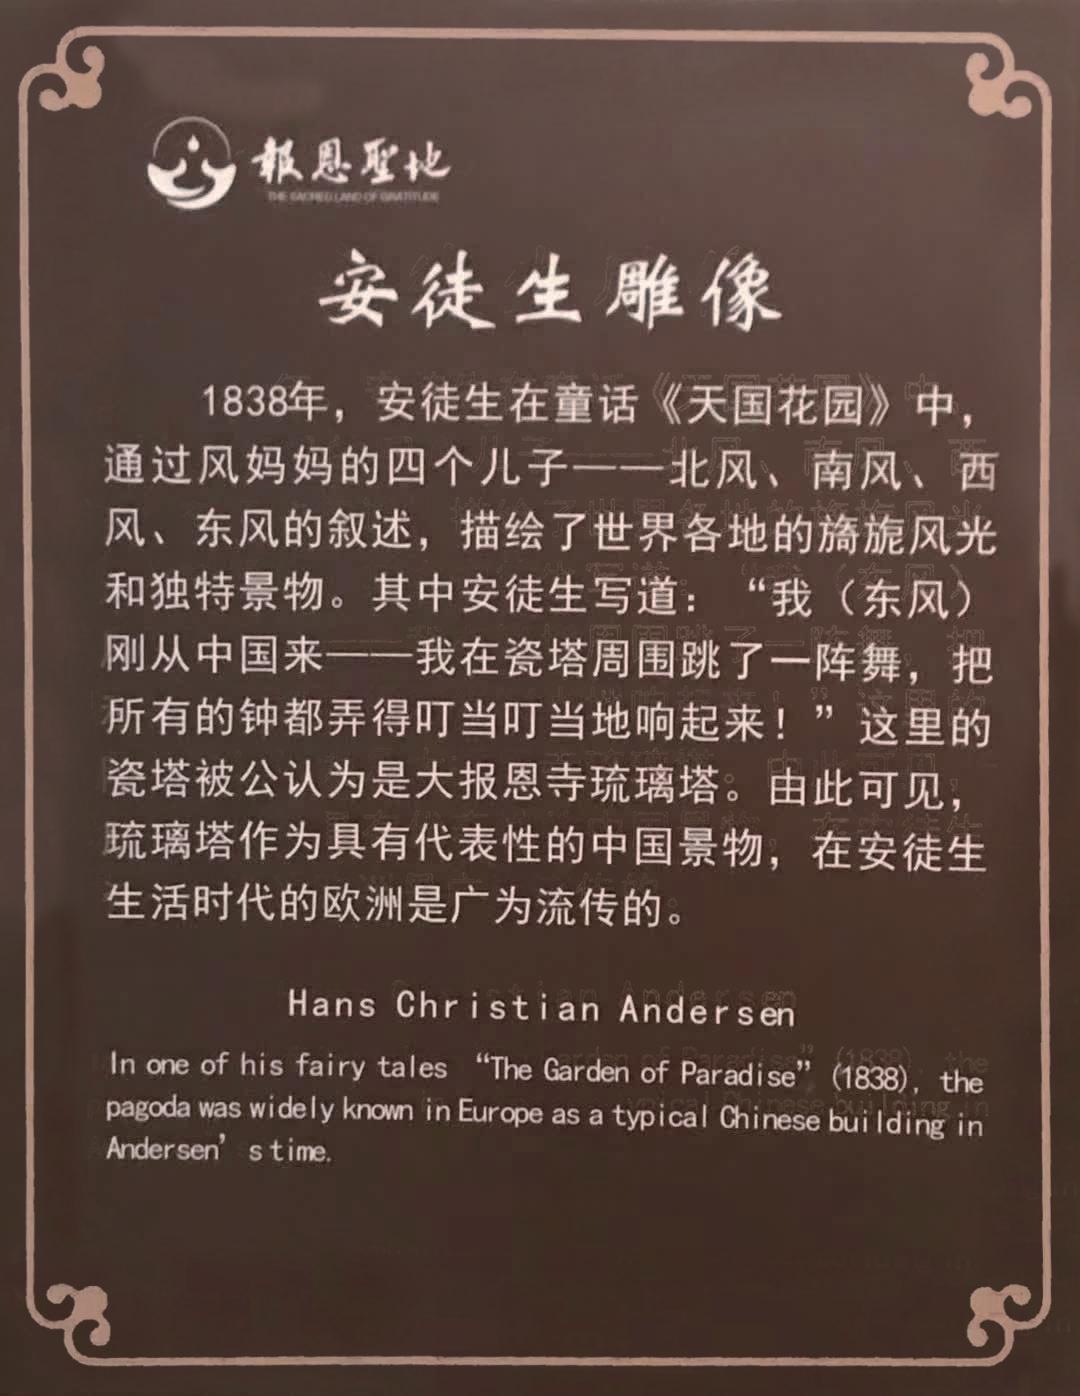 報恩聖地
THE SACRED LAND OF GRATITUDE
安徒生雕像
1838年，安徒生在童话《天国花园》中，
通过风妈妈的四个儿子——北风、南风、西
风、东风的叙述，描绘了世界各地的旖旎风光
和独特景物。其中安徒生写道：“我（东风）
刚从中国来——我在瓷塔周围跳了一阵舞，把
所有的钟都弄得叮当叮当地响起来！”这里的
瓷塔被公认为是大报恩寺琉璃塔。由此可见，
琉璃塔作为具有代表性的中国景物，在安徒生
生活时代的欧洲是广为流传的。
Hans Christian Andersen
In one of his fairy tales “The Garden of Paradise” (1838), the
pagoda was widely known in Europe as a typical Chinese building in
Andersen’s time.